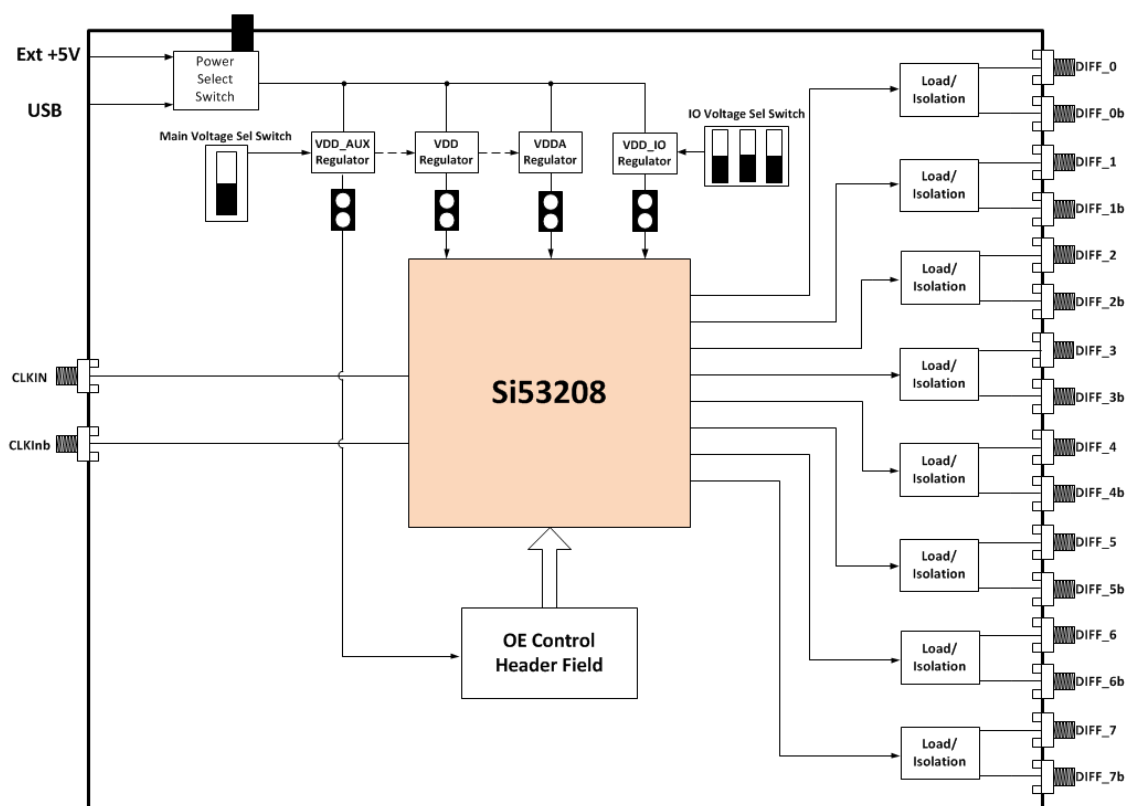 Ext +5V
USB
Power
Select
Switch
Main Voltage Sel Switch
VDD_AUX
Regulator
VDD
Regulator
VDDA
Regulator
VDD_IO
Regulator
IO Voltage Sel Switch
CLKIN
CLKInb
Si53208
OE Control
Header Field
Load/
Isolation
DIFF_0
DIFF_0b
Load/
Isolation
DIFF_1
DIFF_1b
Load/
Isolation
DIFF_2
DIFF_2b
Load/
Isolation
DIFF_3
DIFF_3b
Load/
Isolation
DIFF_4
DIFF_4b
Load/
Isolation
DIFF_5
DIFF_5b
Load/
Isolation
DIFF_6
DIFF_6b
Load/
Isolation
DIFF_7
DIFF_7b